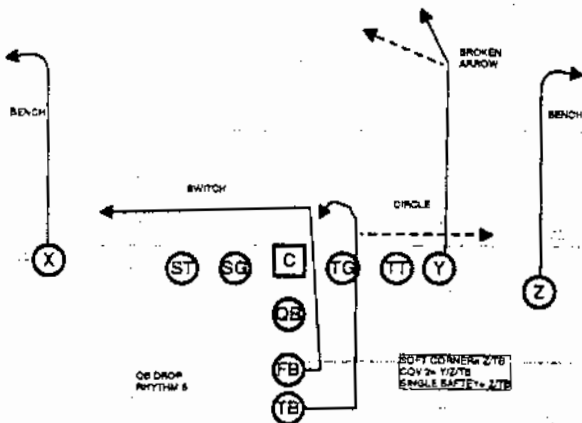 BROKEN
ARROW
BENCH
BENCH
SWITCH
CIRCLE
X
ST
SG
C
TG
TT
Y
Z
QB
FB
TB
QB DROP
RHYTHM 5
SOFT CORNER= Z/TB
COV 2= Y/Z/TB
SINGLE SAFTEY= Z/TB